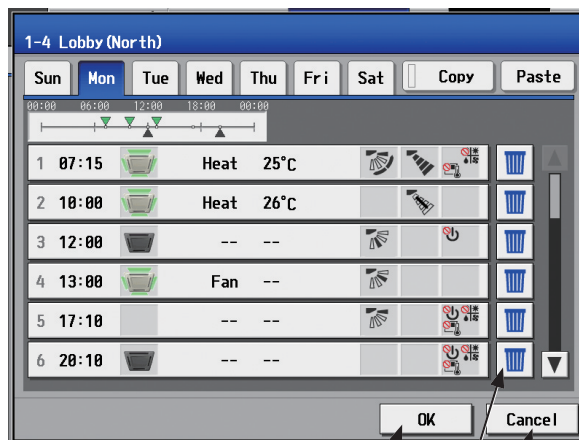 1-4 Lobby(North)
Sun Mon Tue Wed Thu Fri Sat Copy Paste
00:00 06:00 12:00 18:00 00:00
1 07:15 Heat 25°C
2 10:00 Heat 26°C
3 12:00 -- --
4 13:00 Fan --
5 17:10 -- --
6 20:10 -- --
OK Cancel